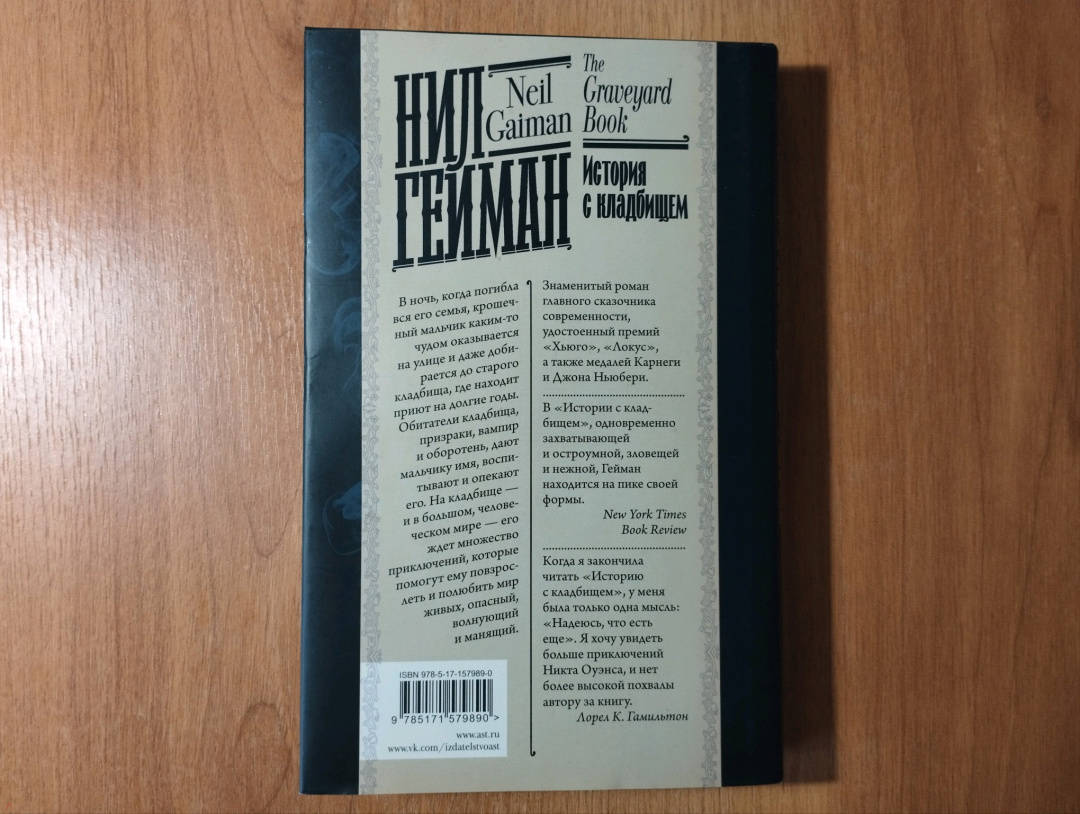 НИЛ
ГЕЙМАН
Neil
Gaiman
The
Graveyard
Book
История
с кладбищем
В ночь, когда погибла
вся его семья, крошеч-
ный мальчик каким-то
чудом оказывается
на улице и даже доби-
рается до старого
кладбища, где находит
приют на долгие годы.
Обитатели кладбища,
призраки, вампир
и оборотень, дают
мальчику имя, воспи-
тывают и опекают
его. На кладбище —
и в большом, челове-
ческом мире — его
ждет множество
приключений, которые
помогут ему повзрос-
леть и полюбить мир
живых, опасный,
волнующий
и манящий.
Знаменитый роман
главного сказочника
современности,
удостоенный премий
«Хьюго», «Локус»,
а также медалей Карнеги
и Джона Ньюбери.
В «Истории с клад-
бищем», одновременно
захватывающей
и остроумной, зловещей
и нежной, Гейман
находится на пике своей
формы.
New York Times
Book Review
Когда я закончила
читать «Историю
с кладбищем», у меня
была только одна мысль:
«Надеюсь, что есть
еще». Я хочу увидеть
больше приключений
Никта Оуэнса, и нет
более высокой похвалы
автору за книгу.
Лорел К. Гамильтон
ISBN 978-5-17-157989-0
9 785171 579890 >
www.ast.ru
www.vk.com/izdatelstvoast